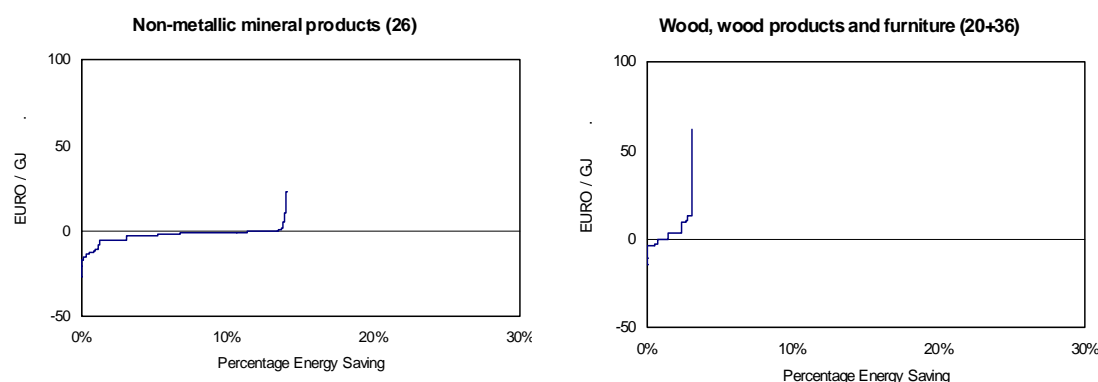 Non-metallic mineral products (26)
100
50
0
-50
EURO / GJ .
0%
10%
20%
30%
Percentage Energy Saving
Wood, wood products and furniture (20+36)
100
50
0
-50
EURO / GJ .
0%
10%
20%
30%
Percentage Energy Saving